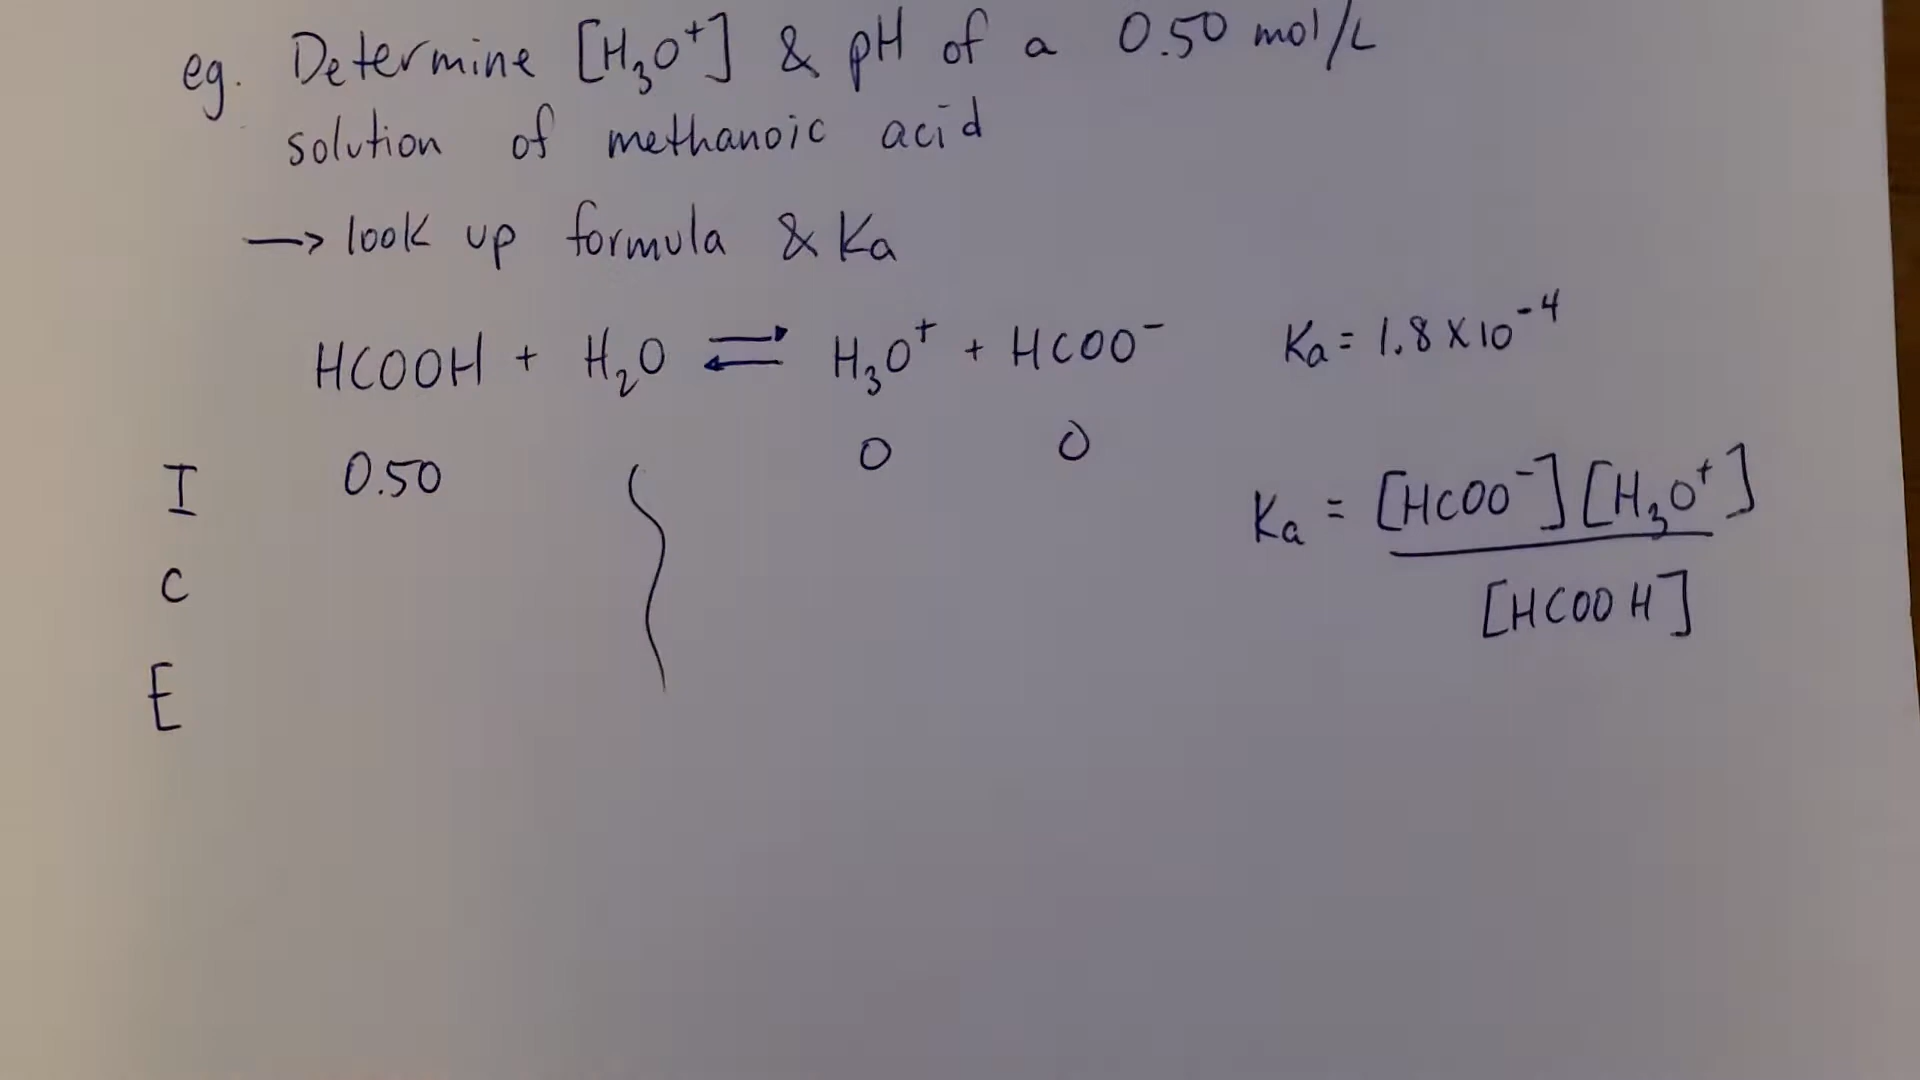 eg. Determine [H₃O⁺] & pH of a 0.50 mol/L
solution of methanoic acid
→ look up formula & Ka
HCOOH + H₂O ⇌ H₃O⁺ + HCOO⁻ Ka = 1.8 x 10⁻⁴
I 0.50 0 0
Ka = [HCOO⁻][H₃O⁺]
[HCOOH]
C
E